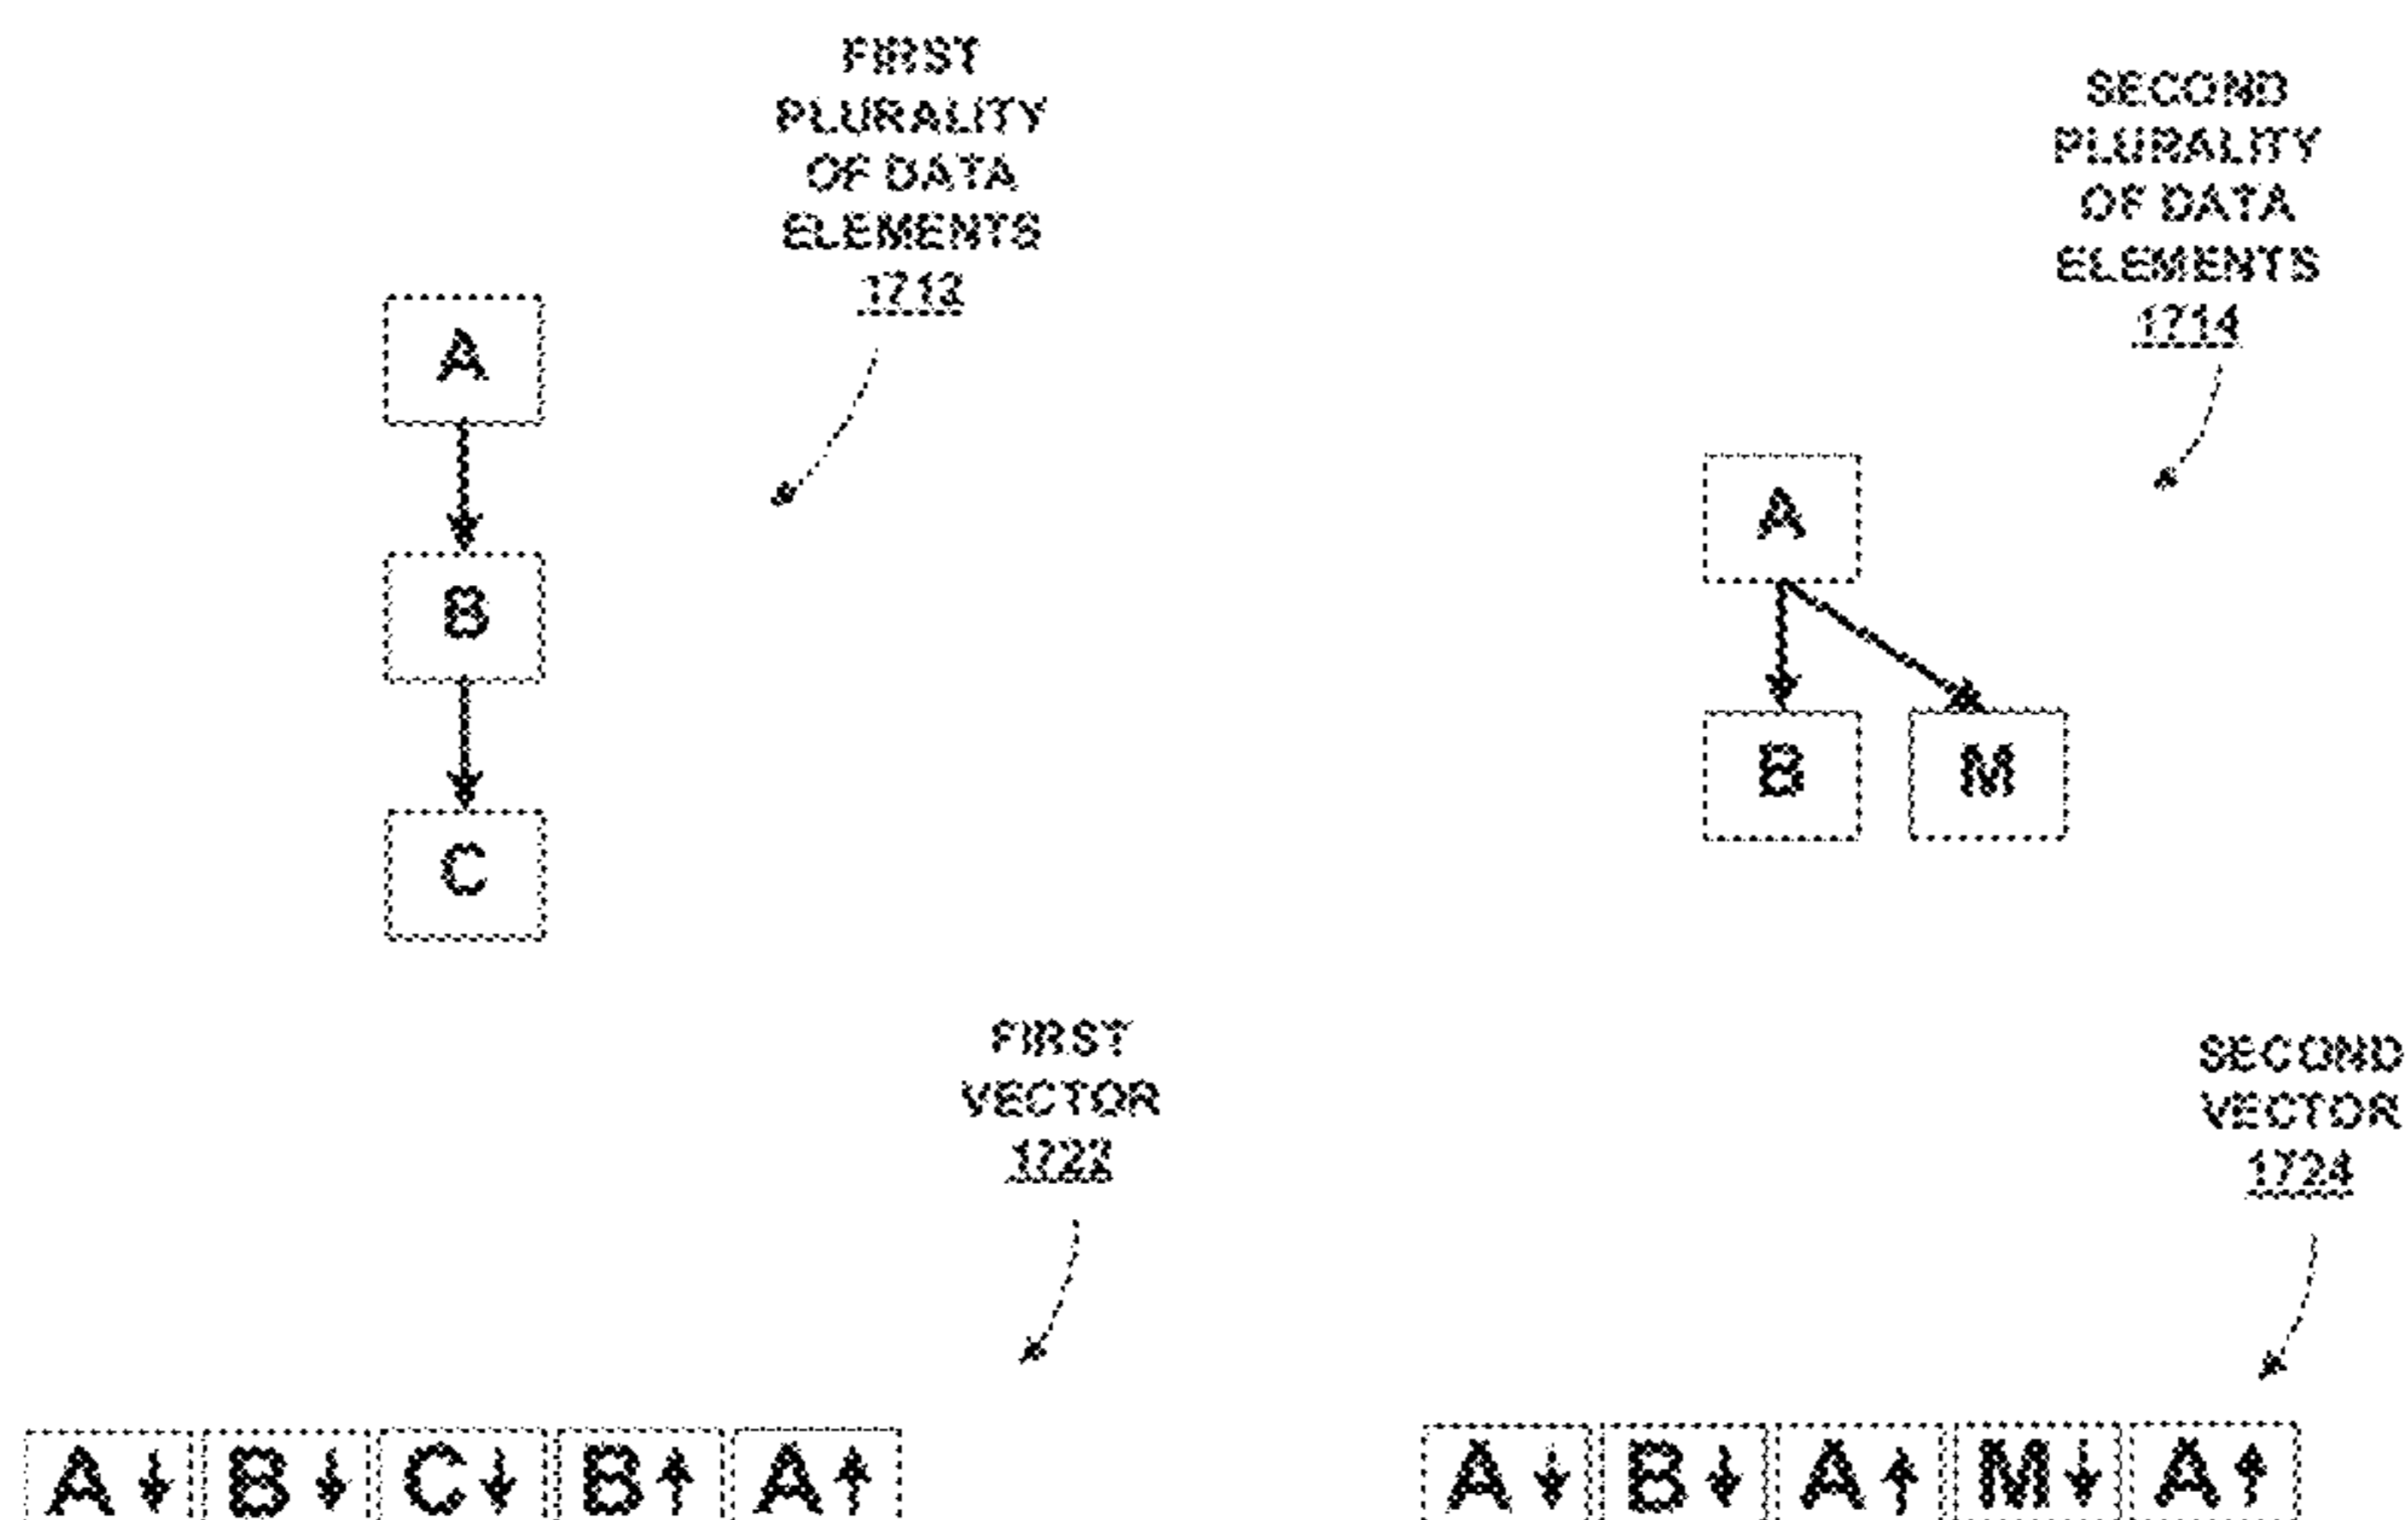 FIRST
PLURALITY
OF DATA
ELEMENTS
1713
SECOND
PLURALITY
OF DATA
ELEMENTS
1714
A
B
C
A
B M
FIRST
VECTOR
1722
SECOND
VECTOR
1724
A↓ B↓ C↓ B↑ A↑
A↓ B↓ A↑ M↓ A↑